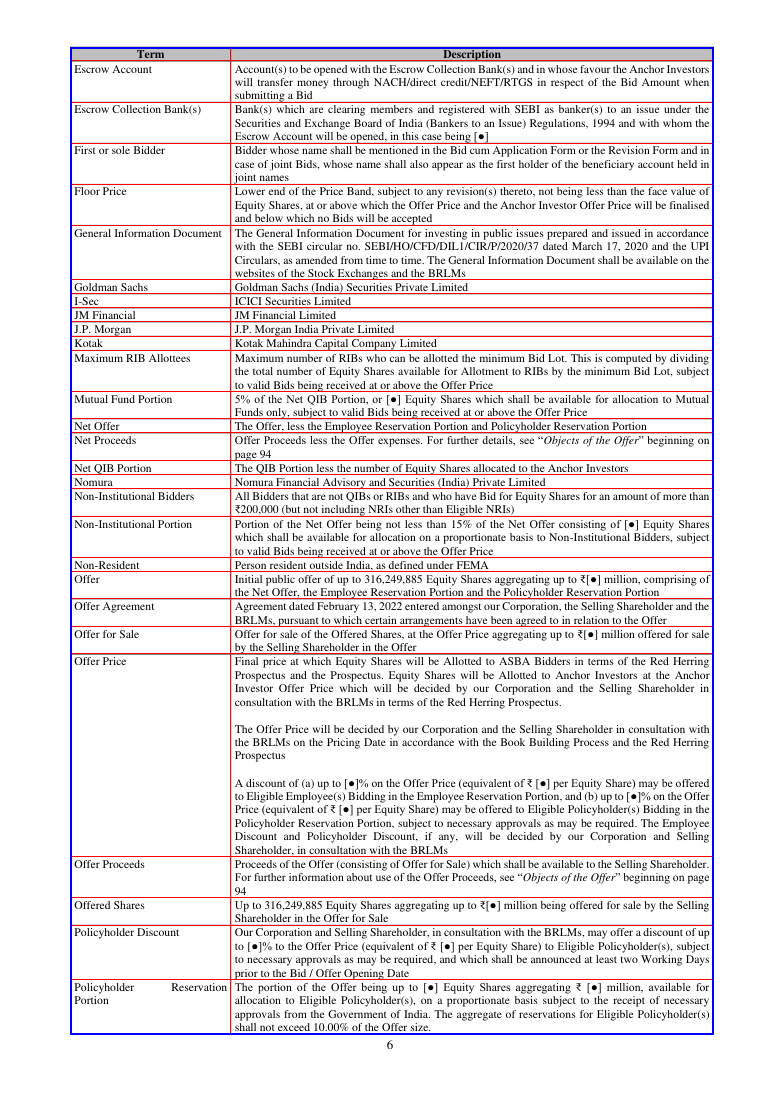 Term Description
Escrow Account Account(s) to be opened with the Escrow Collection Bank(s) and in whose favour the Anchor Investors
will transfer money through NACH/direct credit/NEFT/RTGS in respect of the Bid Amount when
submitting a Bid
Escrow Collection Bank(s) Bank(s) which are clearing members and registered with SEBI as banker(s) to an issue under the
Securities and Exchange Board of India (Bankers to an Issue) Regulations, 1994 and with whom the
Escrow Account will be opened, in this case being [●]
First or sole Bidder Bidder whose name shall be mentioned in the Bid cum Application Form or the Revision Form and in
case of joint Bids, whose name shall also appear as the first holder of the beneficiary account held in
joint names
Floor Price Lower end of the Price Band, subject to any revision(s) thereto, not being less than the face value of
Equity Shares, at or above which the Offer Price and the Anchor Investor Offer Price will be finalised
and below which no Bids will be accepted
General Information Document The General Information Document for investing in public issues prepared and issued in accordance
with the SEBI circular no. SEBI/HO/CFD/DIL1/CIR/P/2020/37 dated March 17, 2020 and the UPI
Circulars, as amended from time to time. The General Information Document shall be available on the
websites of the Stock Exchanges and the BRLMs
Goldman Sachs Goldman Sachs (India) Securities Private Limited
I-Sec ICICI Securities Limited
JM Financial JM Financial Limited
J.P. Morgan J.P. Morgan India Private Limited
Kotak Kotak Mahindra Capital Company Limited
Maximum RIB Allottees Maximum number of RIBs who can be allotted the minimum Bid Lot. This is computed by dividing
the total number of Equity Shares available for Allotment to RIBs by the minimum Bid Lot, subject
to valid Bids being received at or above the Offer Price
Mutual Fund Portion 5% of the Net QIB Portion, or [●] Equity Shares which shall be available for allocation to Mutual
Funds only, subject to valid Bids being received at or above the Offer Price
Net Offer The Offer, less the Employee Reservation Portion and Policyholder Reservation Portion
Net Proceeds Offer Proceeds less the Offer expenses. For further details, see “Objects of the Offer” beginning on
page 94
Net QIB Portion The QIB Portion less the number of Equity Shares allocated to the Anchor Investors
Nomura Nomura Financial Advisory and Securities (India) Private Limited
Non-Institutional Bidders All Bidders that are not QIBs or RIBs and who have Bid for Equity Shares for an amount of more than
₹200,000 (but not including NRIs other than Eligible NRIs)
Non-Institutional Portion Portion of the Net Offer being not less than 15% of the Net Offer consisting of [●] Equity Shares
which shall be available for allocation on a proportionate basis to Non-Institutional Bidders, subject
to valid Bids being received at or above the Offer Price
Non-Resident Person resident outside India, as defined under FEMA
Offer Initial public offer of up to 316,249,885 Equity Shares aggregating up to ₹[●] million, comprising of
the Net Offer, the Employee Reservation Portion and the Policyholder Reservation Portion
Offer Agreement Agreement dated February 13, 2022 entered amongst our Corporation, the Selling Shareholder and the
BRLMs, pursuant to which certain arrangements have been agreed to in relation to the Offer
Offer for Sale Offer for sale of the Offered Shares, at the Offer Price aggregating up to ₹[●] million offered for sale
by the Selling Shareholder in the Offer
Offer Price Final price at which Equity Shares will be Allotted to ASBA Bidders in terms of the Red Herring
Prospectus and the Prospectus. Equity Shares will be Allotted to Anchor Investors at the Anchor
Investor Offer Price which will be decided by our Corporation and the Selling Shareholder in
consultation with the BRLMs in terms of the Red Herring Prospectus.
The Offer Price will be decided by our Corporation and the Selling Shareholder in consultation with
the BRLMs on the Pricing Date in accordance with the Book Building Process and the Red Herring
Prospectus
A discount of (a) up to [●]% on the Offer Price (equivalent of ₹ [●] per Equity Share) may be offered
to Eligible Employee(s) Bidding in the Employee Reservation Portion, and (b) up to [●]% on the Offer
Price (equivalent of ₹ [●] per Equity Share) may be offered to Eligible Policyholder(s) Bidding in the
Policyholder Reservation Portion, subject to necessary approvals as may be required. The Employee
Discount and Policyholder Discount, if any, will be decided by our Corporation and Selling
Shareholder, in consultation with the BRLMs
Offer Proceeds Proceeds of the Offer (consisting of Offer for Sale) which shall be available to the Selling Shareholder.
For further information about use of the Offer Proceeds, see “Objects of the Offer” beginning on page
94
Offered Shares Up to 316,249,885 Equity Shares aggregating up to ₹[●] million being offered for sale by the Selling
Shareholder in the Offer for Sale
Policyholder Discount Our Corporation and Selling Shareholder, in consultation with the BRLMs, may offer a discount of up
to [●]% to the Offer Price (equivalent of ₹ [●] per Equity Share) to Eligible Policyholder(s), subject
to necessary approvals as may be required, and which shall be announced at least two Working Days
prior to the Bid / Offer Opening Date
Policyholder Reservation The portion of the Offer being up to [●] Equity Shares aggregating ₹ [●] million, available for
Portion allocation to Eligible Policyholder(s), on a proportionate basis subject to the receipt of necessary
approvals from the Government of India. The aggregate of reservations for Eligible Policyholder(s)
shall not exceed 10.00% of the Offer size.
6